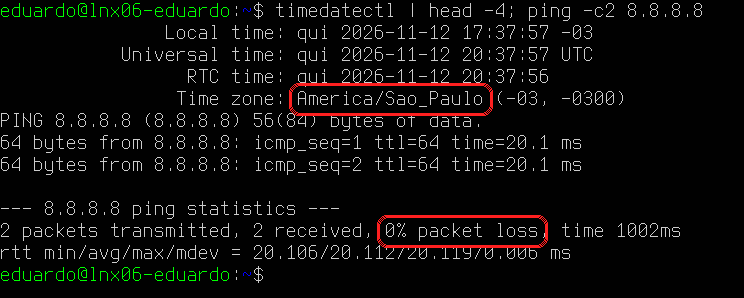 eduardo@lnx06-eduardo:~$ timedatectl | head -4; ping -c2 8.8.8.8
Local time: qui 2026-11-12 17:37:57 -03
Universal time: qui 2026-11-12 20:37:57 UTC
RTC time: qui 2026-11-12 20:37:56
Time zone: America/Sao_Paulo (-03, -0300)
PING 8.8.8.8 (8.8.8.8) 56(84) bytes of data.
64 bytes from 8.8.8.8: icmp_seq=1 ttl=64 time=20.1 ms
64 bytes from 8.8.8.8: icmp_seq=2 ttl=64 time=20.1 ms
--- 8.8.8.8 ping statistics ---
2 packets transmitted, 2 received, 0% packet loss, time 1002ms
rtt min/avg/max/mdev = 20.106/20.112/20.119/0.006 ms
eduardo@lnx06-eduardo:~$